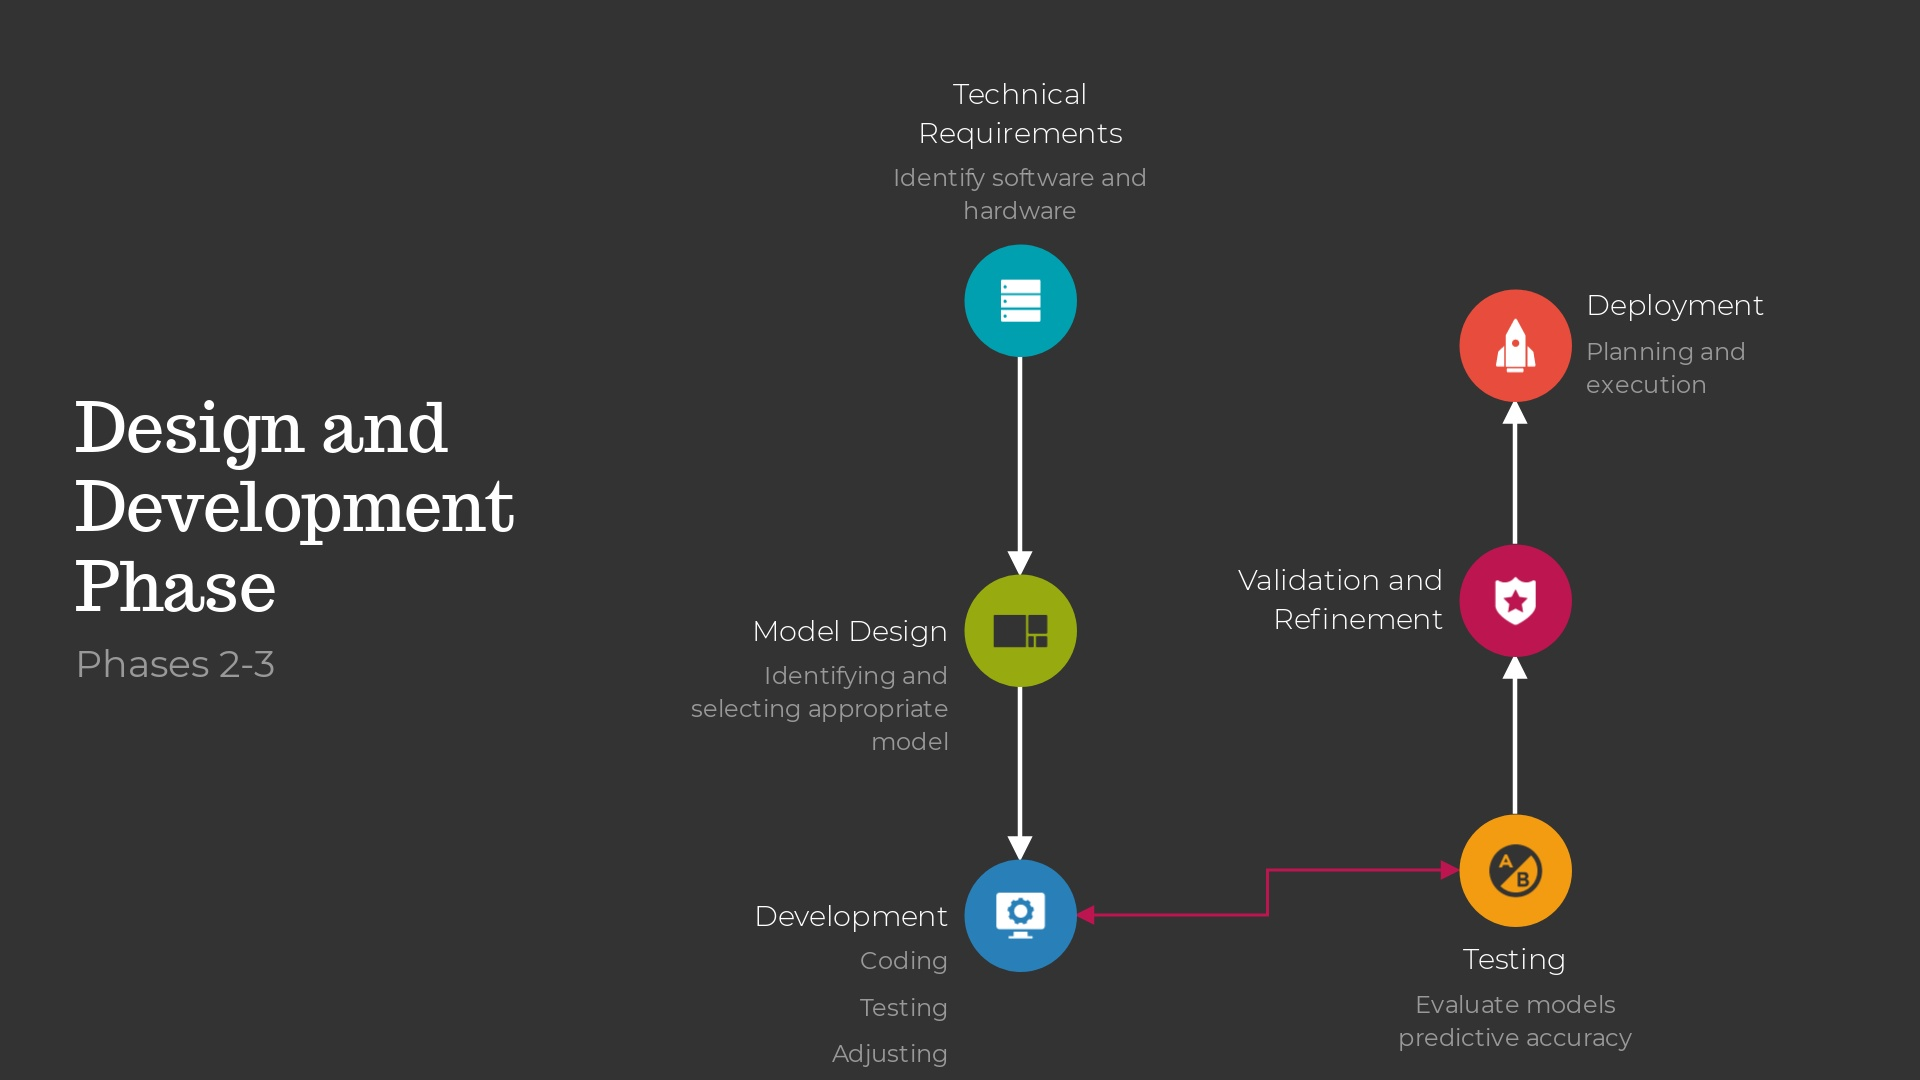 Design and
Development
Phase
Phases 2-3
Technical
Requirements
Identify software and
hardware
Model Design
Identifying and
selecting appropriate
model
Development
Coding
Testing
Adjusting
Testing
Evaluate models
predictive accuracy
A
B
Validation and
Refinement
Deployment
Planning and
execution